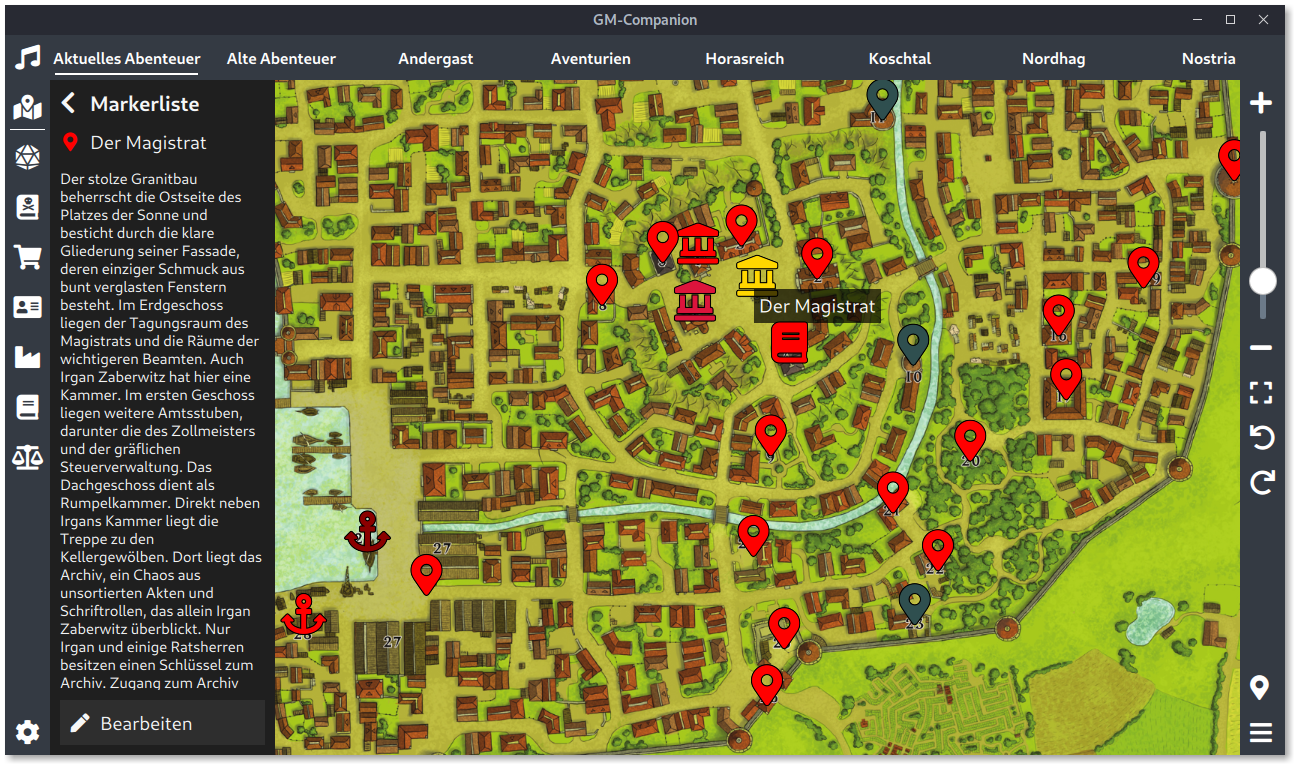 GM-Companion
Aktuelles Abenteuer
Alte Abenteuer
Andergast
Aventurien
Horasreich
Koschtal
Nordhag
Nostria
Markerliste
Der Magistrat
Der stolze Granitbau
beherrscht die Ostseite des
Platzes der Sonne und
besticht durch die klare
Gliederung seiner Fassade,
deren einziger Schmuck aus
bunt verglasten Fenstern
besteht. Im Erdgeschoss
liegen der Tagungsraum des
Magistrats und die Räume der
wichtigeren Beamten. Auch
Irgan Zaberwitz hat hier eine
Kammer. Im ersten Geschoss
liegen weitere Amtsstuben,
darunter die des Zollmeisters
und der gräflichen
Steuerverwaltung. Das
Dachgeschoss dient als
Rumpelkammer. Direkt neben
Irgans Kammer liegt die
Treppe zu den
Kellergewölben. Dort liegt das
Archiv, ein Chaos aus
unsortierten Akten und
Schriftrollen, das allein Irgan
Zaberwitz überblickt. Nur
Irgan und einige Ratsherren
besitzen einen Schlüssel zum
Archiv. Zugang zum Archiv
Bearbeiten
Der Magistrat
10
20
27
27